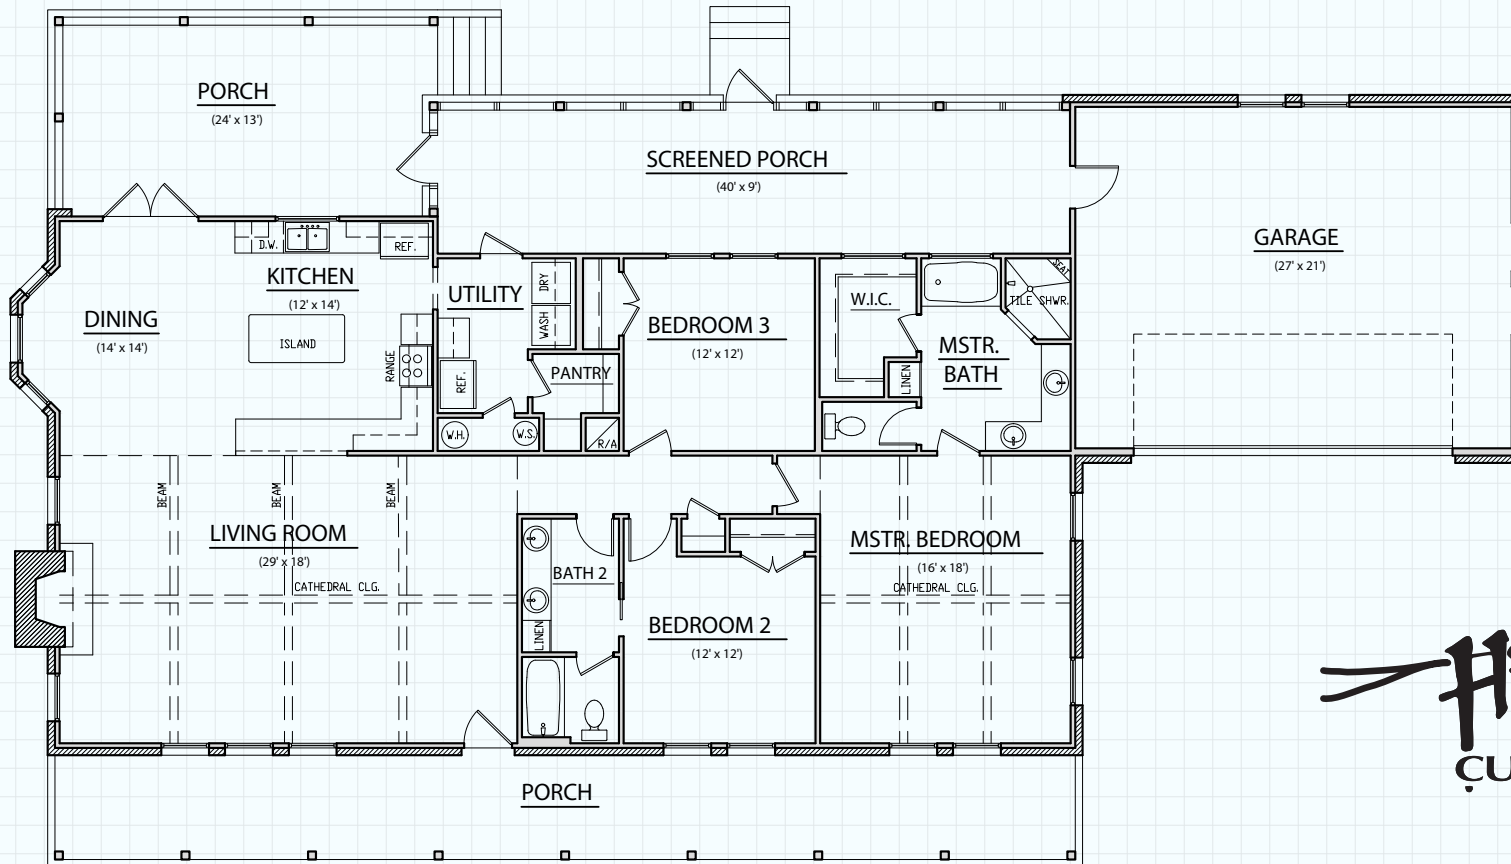 PORCH
(24' x 13')
SCREENED PORCH
(40' x 9')
GARAGE
(27' x 21')
D.W.
REF.
KITCHEN
(12' x 14')
DINING
(14' x 14')
ISLAND
RANGE
UTILITY
DRY
WASH
REF.
PANTRY
W.H.
W.S.
R/A
BEDROOM 3
(12' x 12')
W.I.C.
LINEN
MSTR.
BATH
SEAT
TILE SHWR.
BEAM
BEAM
BEAM
LIVING ROOM
(29' x 18')
CATHEDRAL CLG.
BATH 2
LINEN
BEDROOM 2
(12' x 12')
MSTR. BEDROOM
(16' x 18')
CATHEDRAL CLG.
PORCH
CU